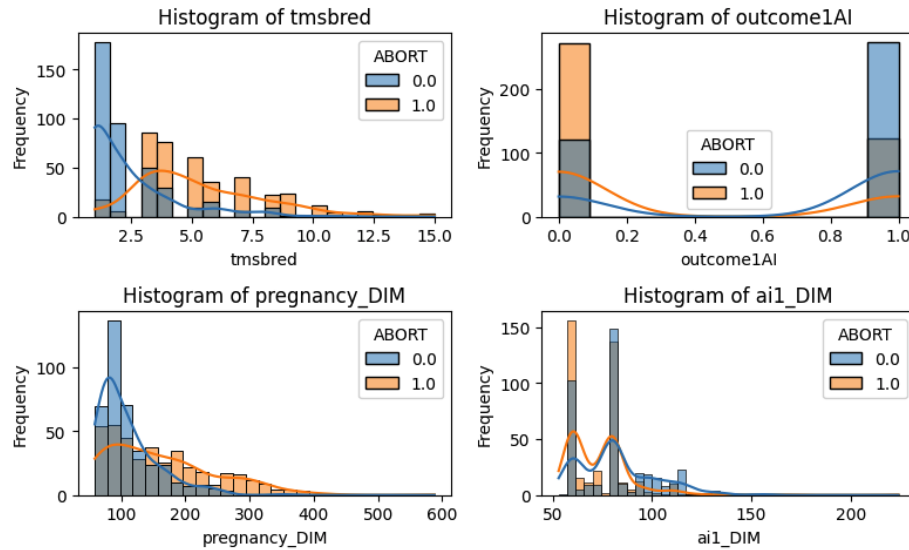 Histogram of tmsbred
Frequency
150
100
50
0
ABORT
0.0
1.0
2.5 5.0 7.5 10.0 12.5 15.0
tmsbred
Histogram of outcome1AI
Frequency
200
100
0
ABORT
0.0
1.0
0.0 0.2 0.4 0.6 0.8 1.0
outcome1AI
Histogram of pregnancy_DIM
Frequency
100
50
0
ABORT
0.0
1.0
100 200 300 400 500 600
pregnancy_DIM
Histogram of ai1_DIM
Frequency
150
100
50
0
ABORT
0.0
1.0
50 100 150 200
ai1_DIM